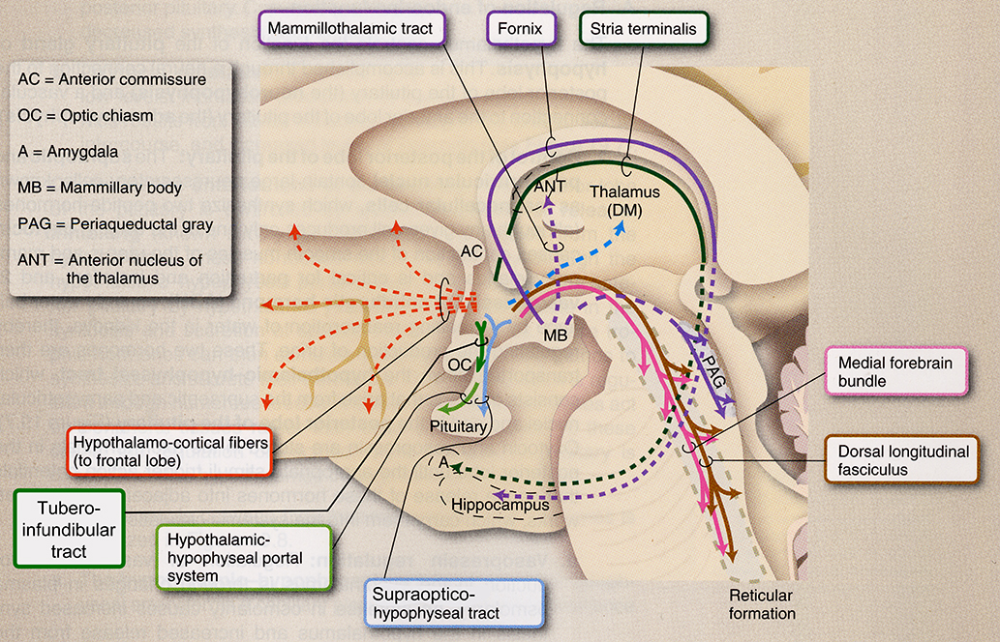 Mammillothalamic tract
Fornix
Stria terminalis
AC = Anterior commissure
OC = Optic chiasm
A = Amygdala
MB = Mammillary body
PAG = Periaqueductal gray
ANT = Anterior nucleus of
the thalamus
ANT
Thalamus
(DM)
AC
MB
OC
PAG
Pituitary
A
Hippocampus
Medial forebrain
bundle
Dorsal longitudinal
fasciculus
Hypothalamo-cortical fibers
(to frontal lobe)
Tubero-
infundibular
tract
Hypothalamic-
hypophyseal portal
system
Supraoptico-
hypophyseal tract
Reticular
formation